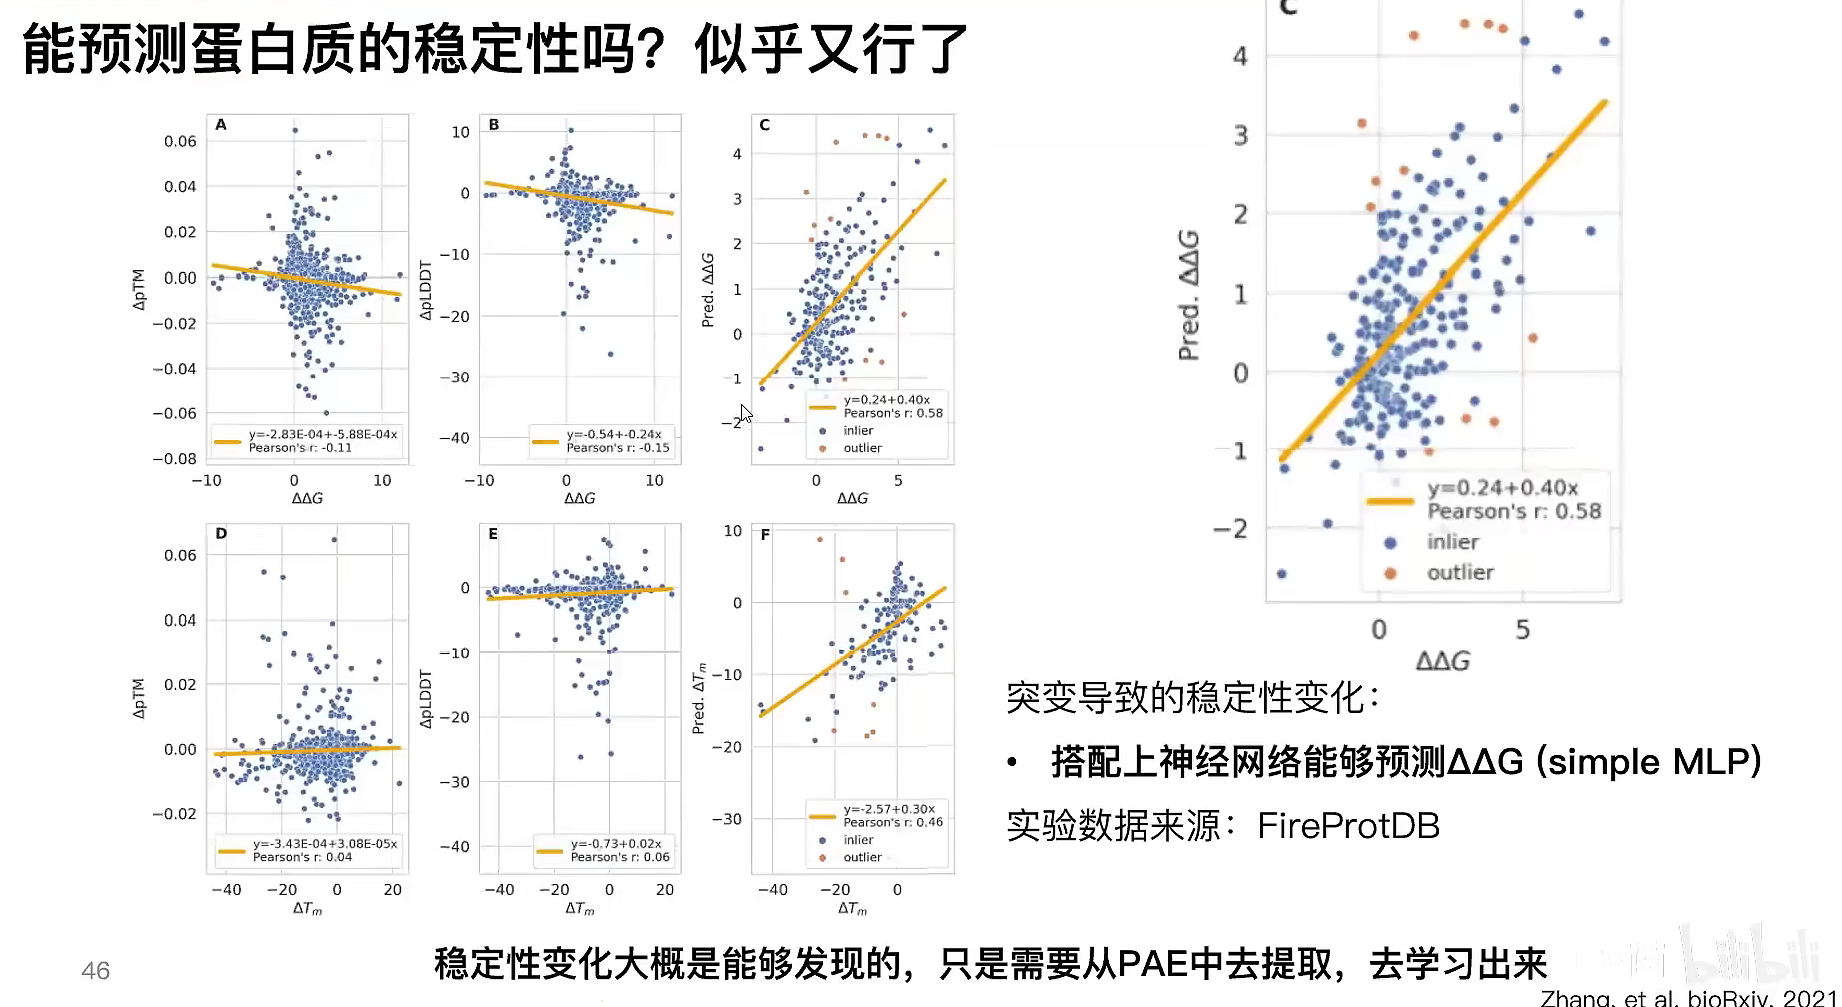 能预测蛋白质的稳定性吗？似乎又行了
A
0.06
0.04
0.02
0.00
−0.02
−0.04
−0.06
−0.08
ΔpTM
y=-2.83E-04+-5.88E-04x
Pearson's r: -0.11
−10
0
10
ΔΔG
B
10
0
−10
−20
−30
−40
ΔpLDDT
y=-0.54+-0.24x
Pearson's r: -0.15
−10
0
10
ΔΔG
C
4
3
2
1
0
−1
−2
Pred. ΔΔG
y=0.24+0.40x
Pearson's r: 0.58
inlier
outlier
0
5
ΔΔG
D
0.06
0.04
0.02
0.00
−0.02
ΔpTM
y=-3.43E-04+3.08E-05x
Pearson's r: 0.04
−40
−20
0
20
ΔTm
E
0
−10
−20
−30
−40
ΔpLDDT
y=-0.73+0.02x
Pearson's r: 0.06
−40
−20
0
20
ΔTm
F
10
0
−10
−20
−30
Pred. ΔTm
y=-2.57+0.30x
Pearson's r: 0.46
inlier
outlier
−40
−20
0
ΔTm
C
4
3
2
1
0
−1
−2
Pred. ΔΔG
y=0.24+0.40x
Pearson's r: 0.58
inlier
outlier
0
5
ΔΔG
突变导致的稳定性变化：
• 搭配上神经网络能够预测ΔΔG (simple MLP)
实验数据来源：FireProtDB
稳定性变化大概是能够发现的，只是需要从PAE中去提取，去学习出来
46
bilibili
Zhang, et al. bioRxiv, 2021